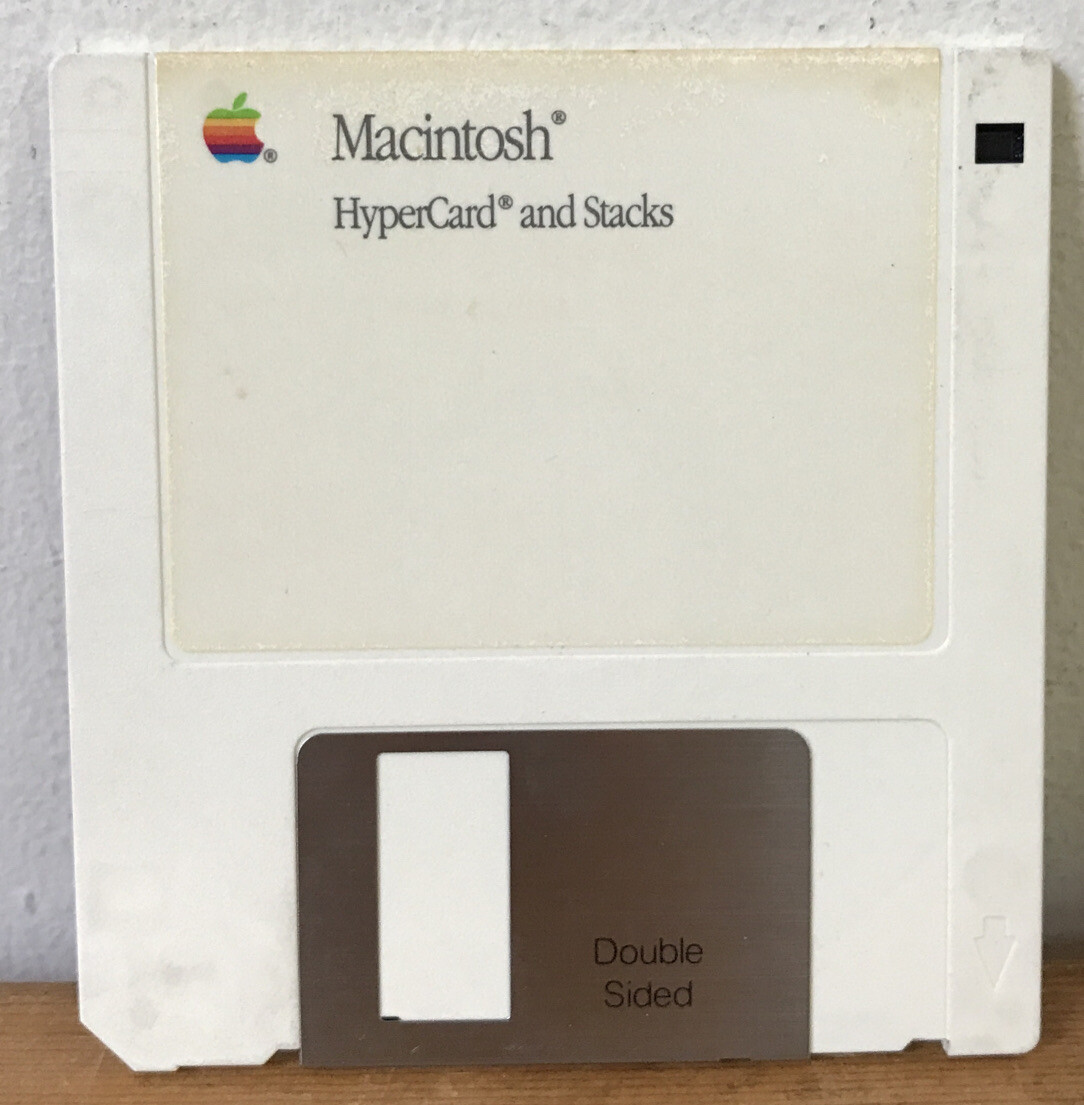 Macintosh®
HyperCard® and Stacks
®
Double
Sided